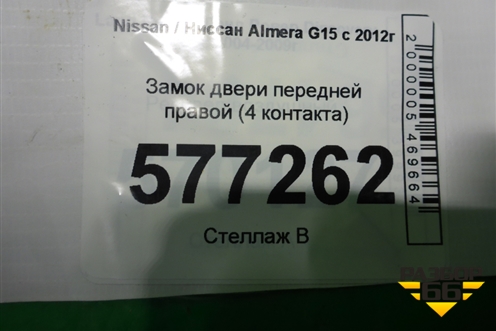 Nissan / Ниссан Almera G15 с 2012г
Замок двери передней
правой (4 контакта)
577262
Стеллаж В
2000005469664
РАЗБОР
66